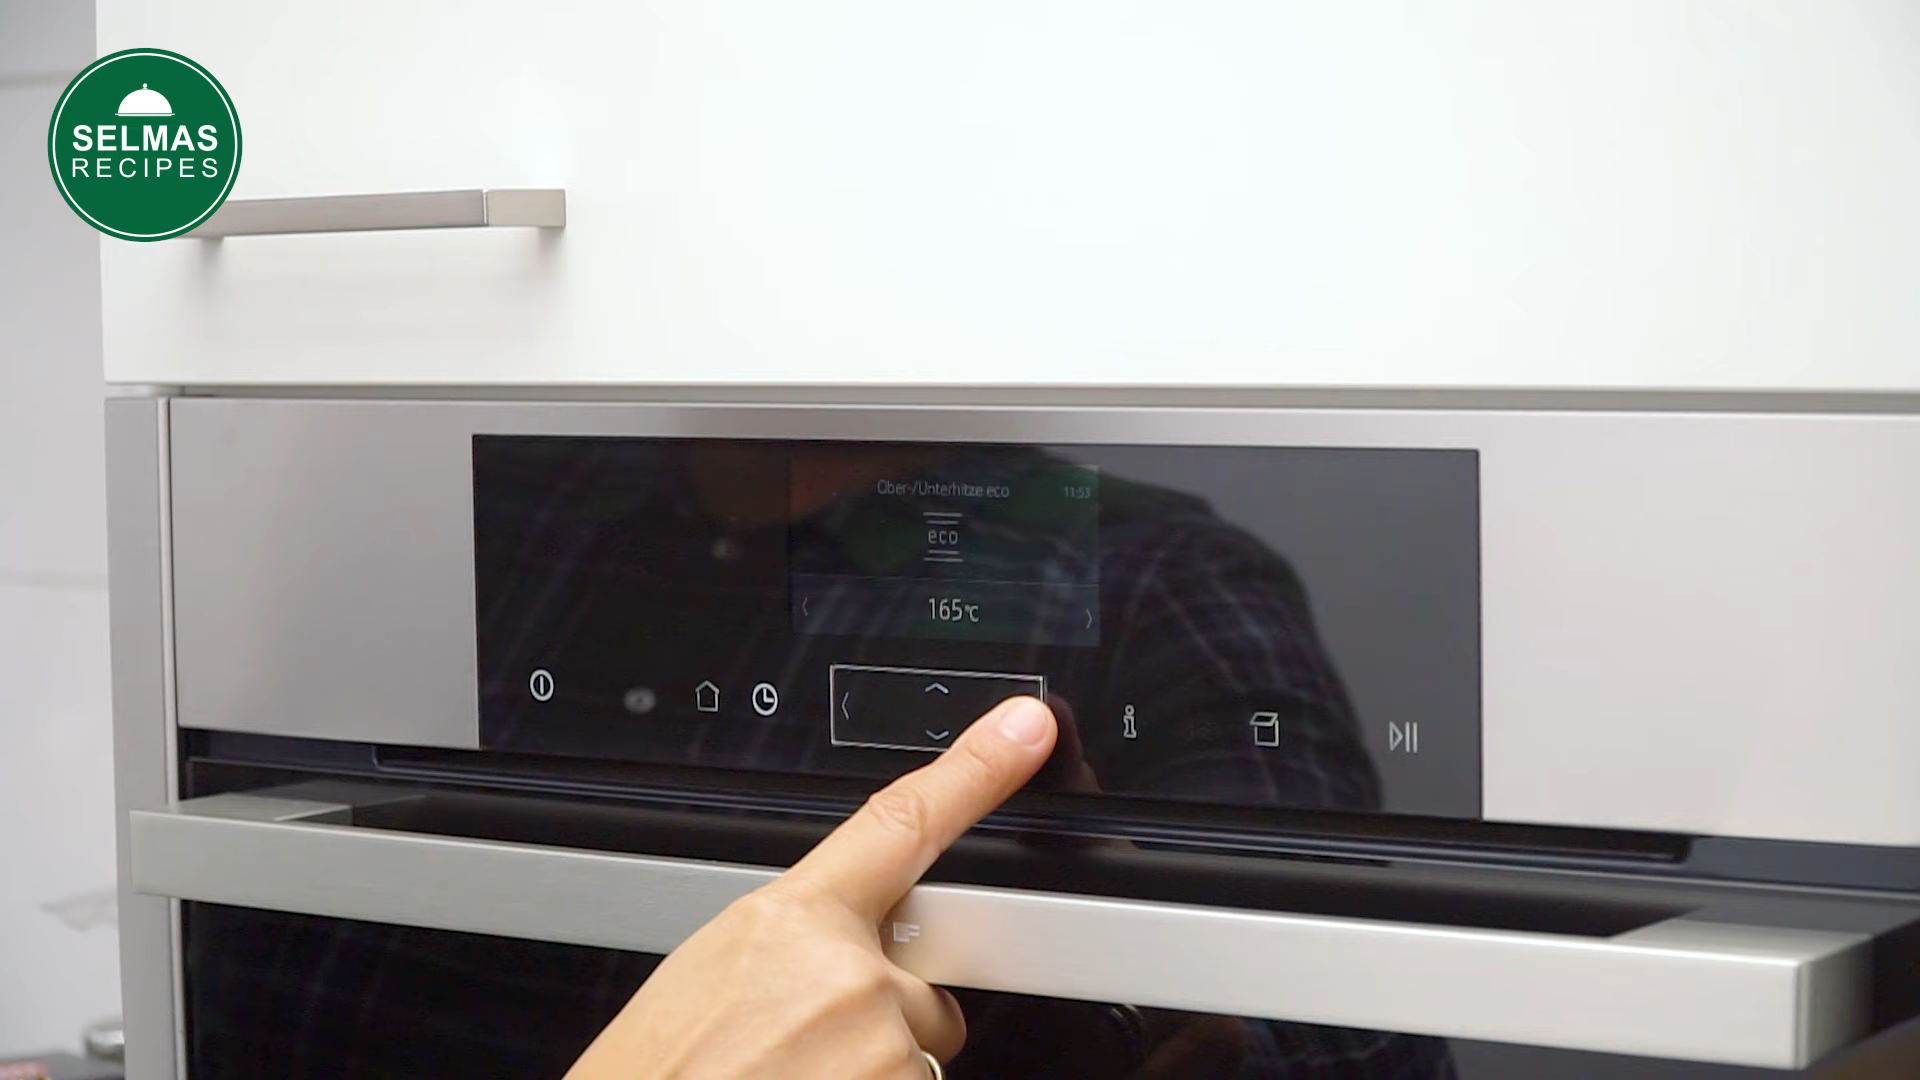 SELMAS
RECIPES
Ober-/Unterhitze eco
11:53
eco
165°C